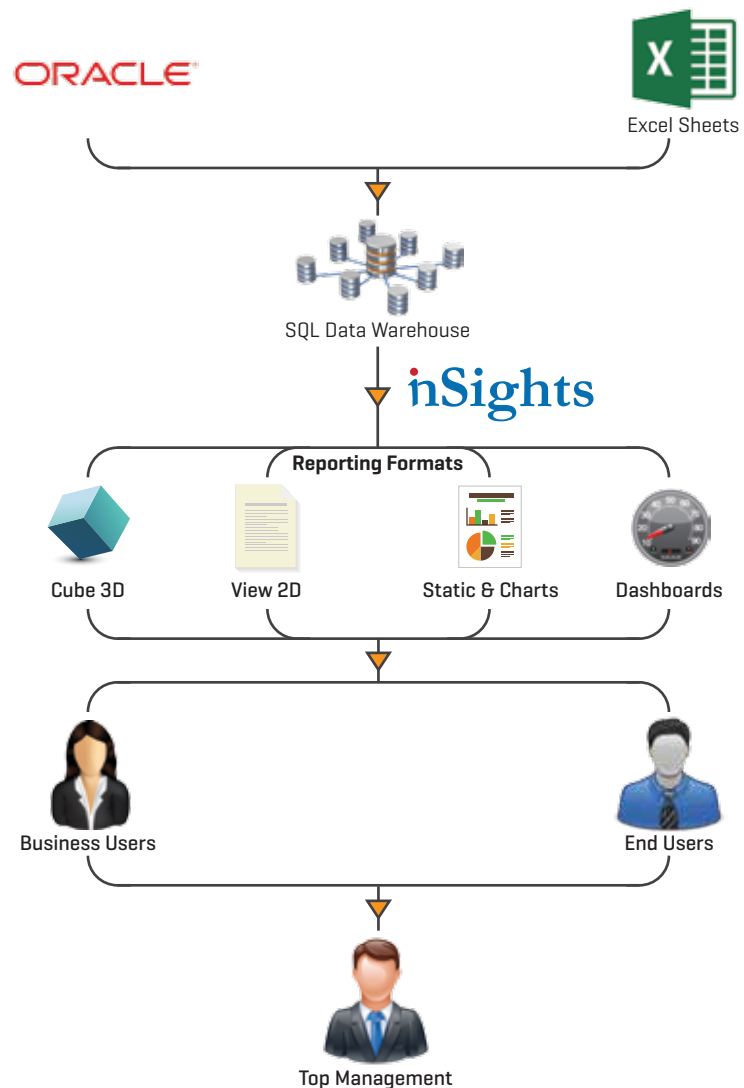 ORACLE
X
Excel Sheets
SQL Data Warehouse
inSights
Reporting Formats
Cube 3D
View 2D
Static & Charts
Dashboards
Business Users
End Users
Top Management